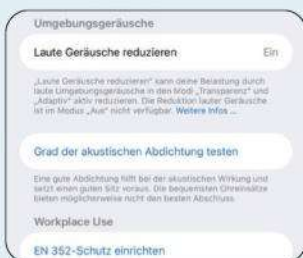 Umgebungsgeräusche
Laute Geräusche reduzieren Ein
„Laute Geräusche reduzieren“ kann deine Belastung durch
laute Umgebungsgeräusche in den Modi „Transparenz“ und
„Adaptiv“ aktiv reduzieren. Die Reduktion lauter Geräusche
ist im Modus „Aus“ nicht verfügbar. Weitere Infos ...
Grad der akustischen Abdichtung testen
Eine gute Abdichtung hilft bei der akustischen Wirkung und
setzt einen guten Sitz voraus. Die bequemsten Ohreinsätze
bieten möglicherweise nicht den besten Abschluss.
Workplace Use
EN 352-Schutz einrichten